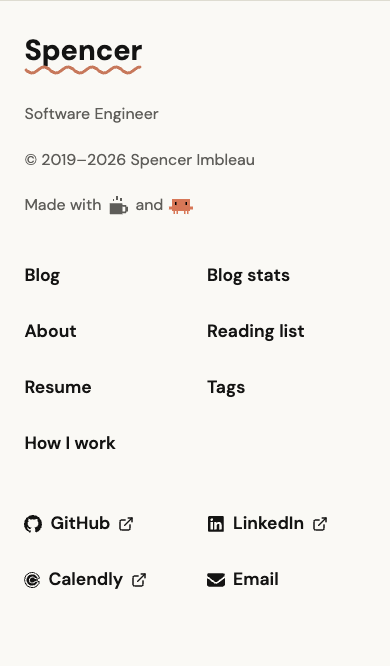 Spencer
Software Engineer
© 2019–2026 Spencer Imbleau
Made with and
Blog
Blog stats
About
Reading list
Resume
Tags
How I work
GitHub
LinkedIn
Calendly
Email